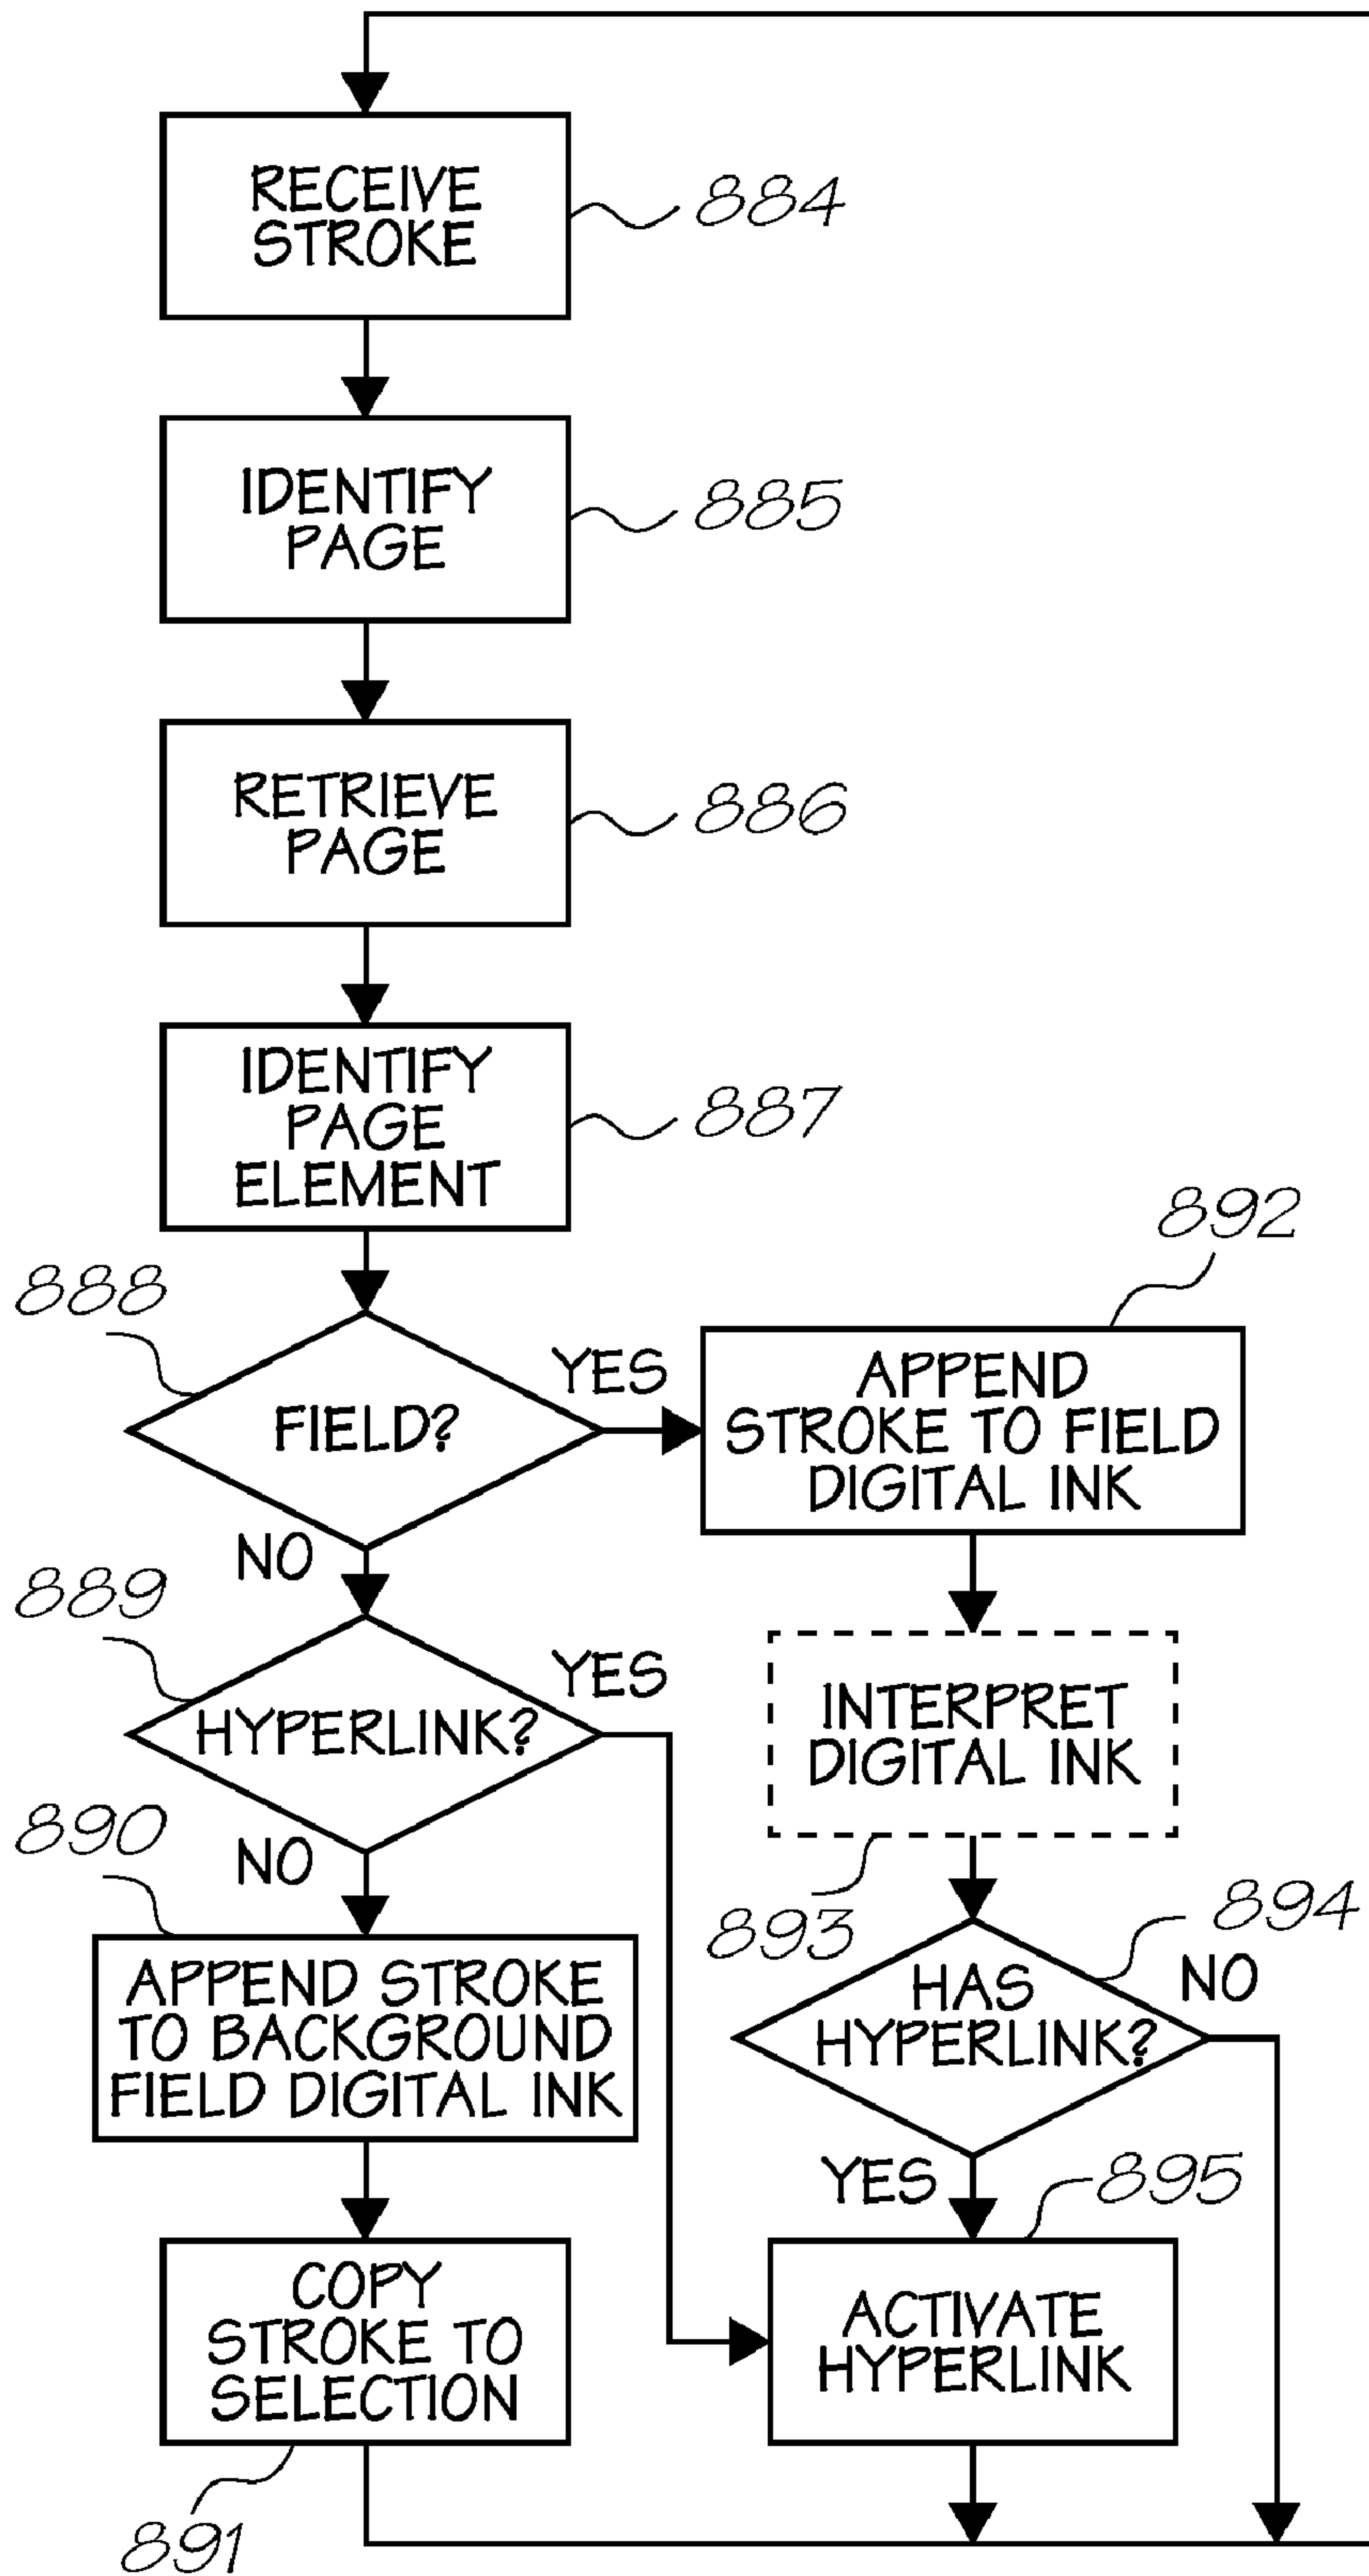 RECEIVE
STROKE
884
IDENTIFY
PAGE
885
RETRIEVE
PAGE
886
IDENTIFY
PAGE
ELEMENT
887
888
FIELD?
YES
NO
892
APPEND
STROKE TO FIELD
DIGITAL INK
889
HYPERLINK?
YES
NO
INTERPRET
DIGITAL INK
893
890
APPEND STROKE
TO BACKGROUND
FIELD DIGITAL INK
894
HAS
HYPERLINK?
NO
YES
895
COPY
STROKE TO
SELECTION
891
ACTIVATE
HYPERLINK